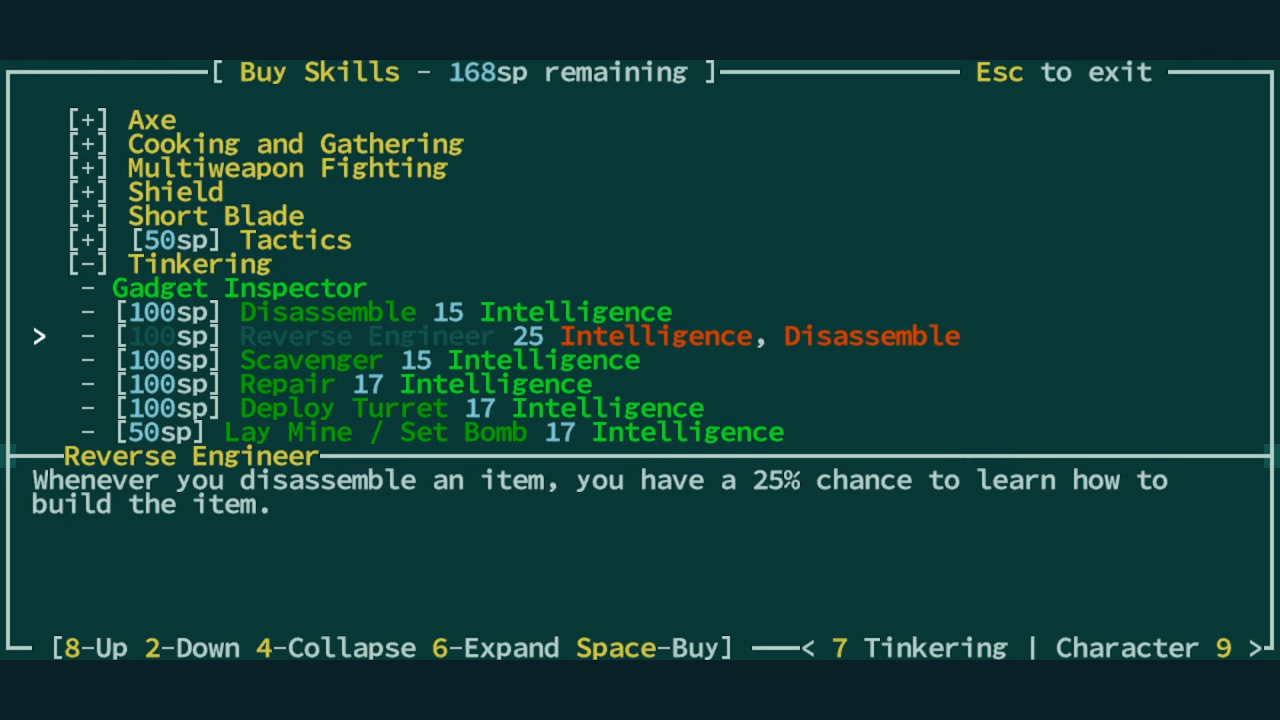 [ Buy Skills - 168sp remaining ] Esc to exit
[+] Axe
[+] Cooking and Gathering
[+] Multiweapon Fighting
[+] Shield
[+] Short Blade
[+] [50sp] Tactics
[-] Tinkering
- Gadget Inspector
- [100sp] Disassemble 15 Intelligence
> - [100sp] Reverse Engineer 25 Intelligence, Disassemble
- [100sp] Scavenger 15 Intelligence
- [100sp] Repair 17 Intelligence
- [100sp] Deploy Turret 17 Intelligence
- [50sp] Lay Mine / Set Bomb 17 Intelligence
Reverse Engineer
Whenever you disassemble an item, you have a 25% chance to learn how to
build the item.
[8-Up 2-Down 4-Collapse 6-Expand Space-Buy] < 7 Tinkering | Character 9 >